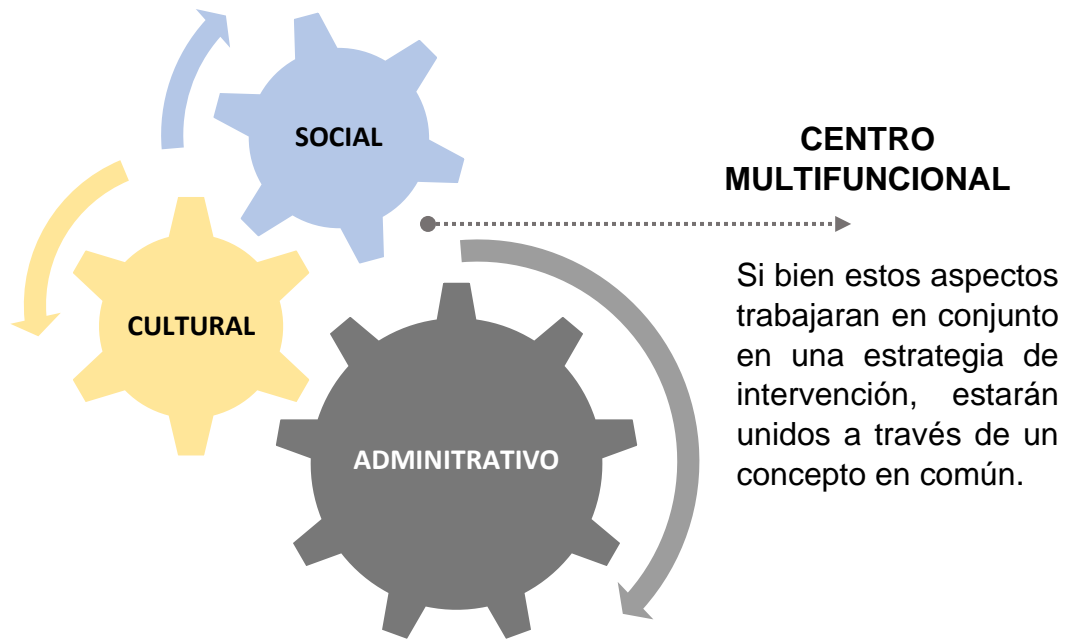 SOCIAL
CULTURAL
ADMINITRATIVO
CENTRO
MULTIFUNCIONAL
Si bien estos aspectos
trabajaran en conjunto
en una estrategia de
intervención, estarán
unidos a través de un
concepto en común.